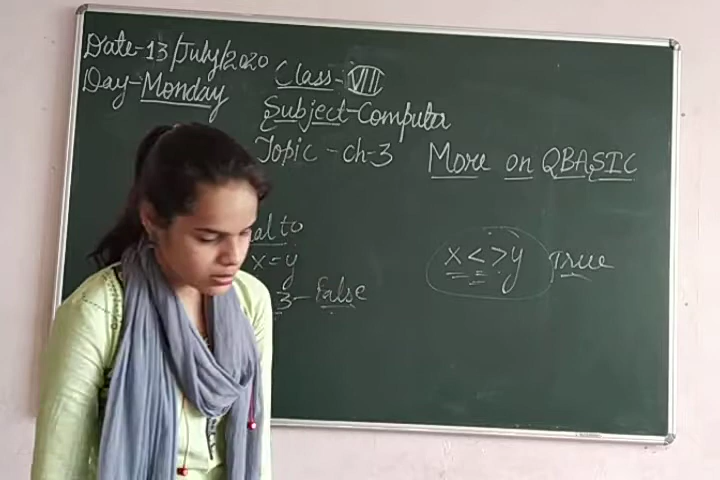 Date-13/July/2020
Day-Monday
Class-VII
Subject-Computer
Topic - ch-3 More on QBASIC
al to
x=y
3-False
x < > y True